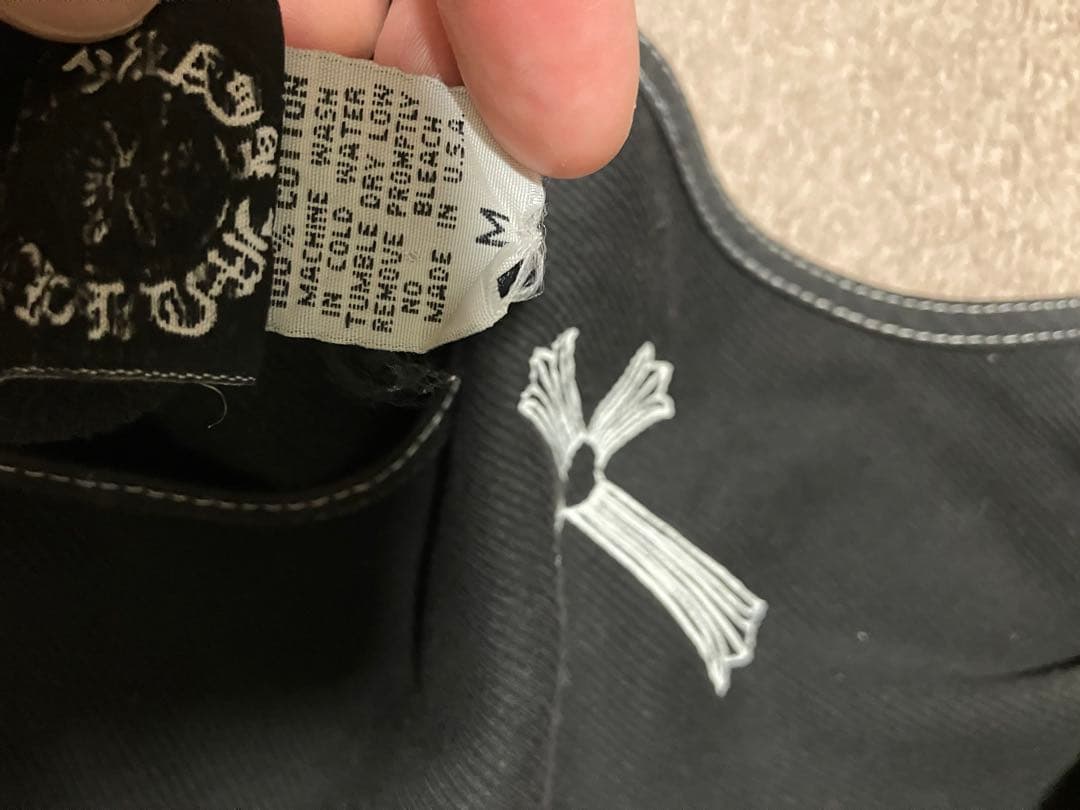 100% COTTON
MACHINE WASH
IN COLD WATER
TUMBLE DRY LOW
REMOVE PROMPTLY
NO BLEACH
MADE IN U.S.A
M